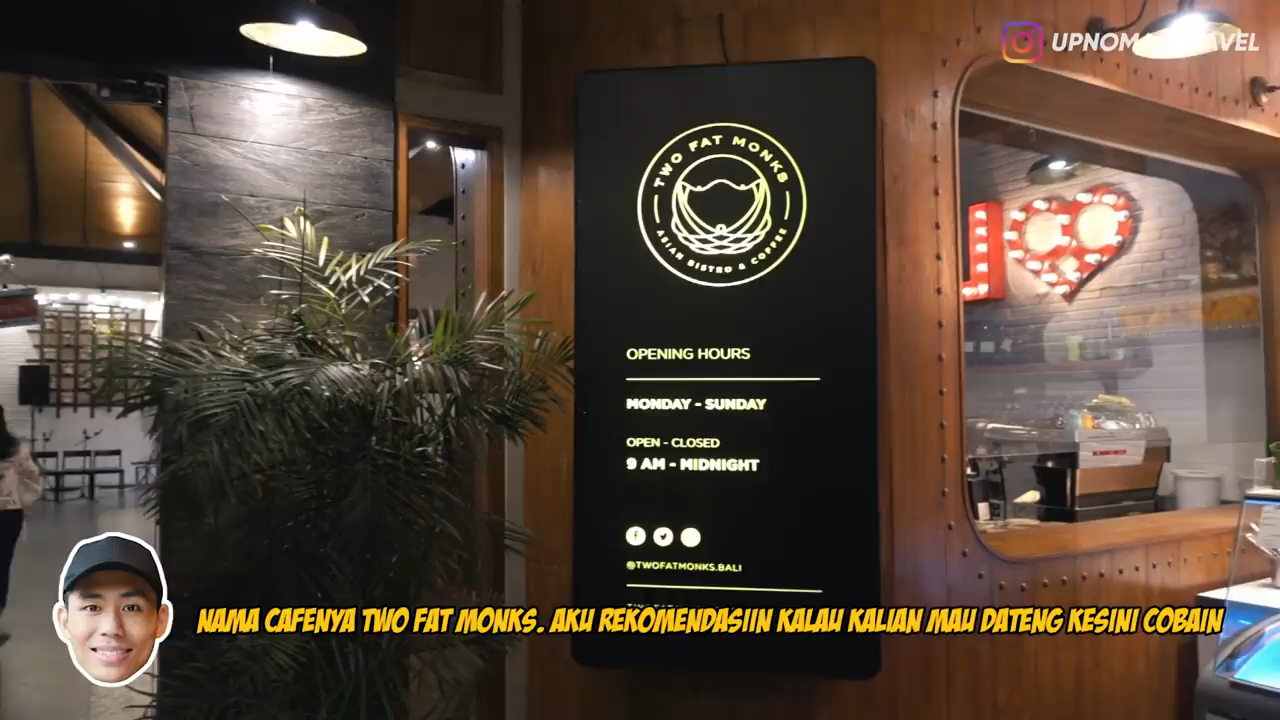 UPNOM
AVEL
TWO FAT MONKS
ASIAN BISTRO & COFFEE
OPENING HOURS
MONDAY - SUNDAY
OPEN - CLOSED
9 AM - MIDNIGHT
@TWOFATMONKS.BALI
NAMA CAFENYA TWO FAT MONKS. AKU REKOMENDASIIN KALAU KALIAN MAU DATENG KESINI COBAIN